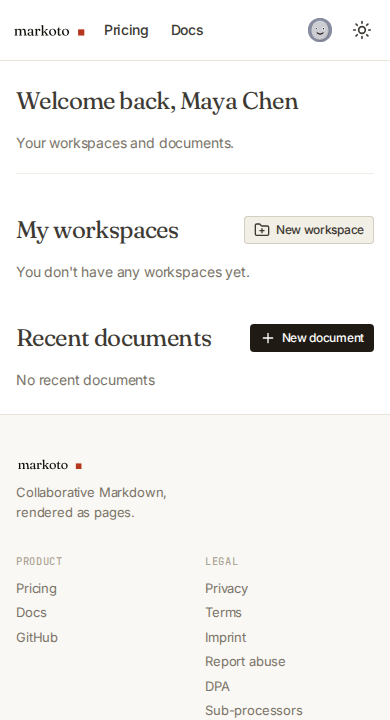 markoto
Pricing
Docs
Welcome back, Maya Chen
Your workspaces and documents.
My workspaces
New workspace
You don't have any workspaces yet.
Recent documents
New document
No recent documents
markoto
Collaborative Markdown,
rendered as pages.
PRODUCT
Pricing
Docs
GitHub
LEGAL
Privacy
Terms
Imprint
Report abuse
DPA
Sub-processors